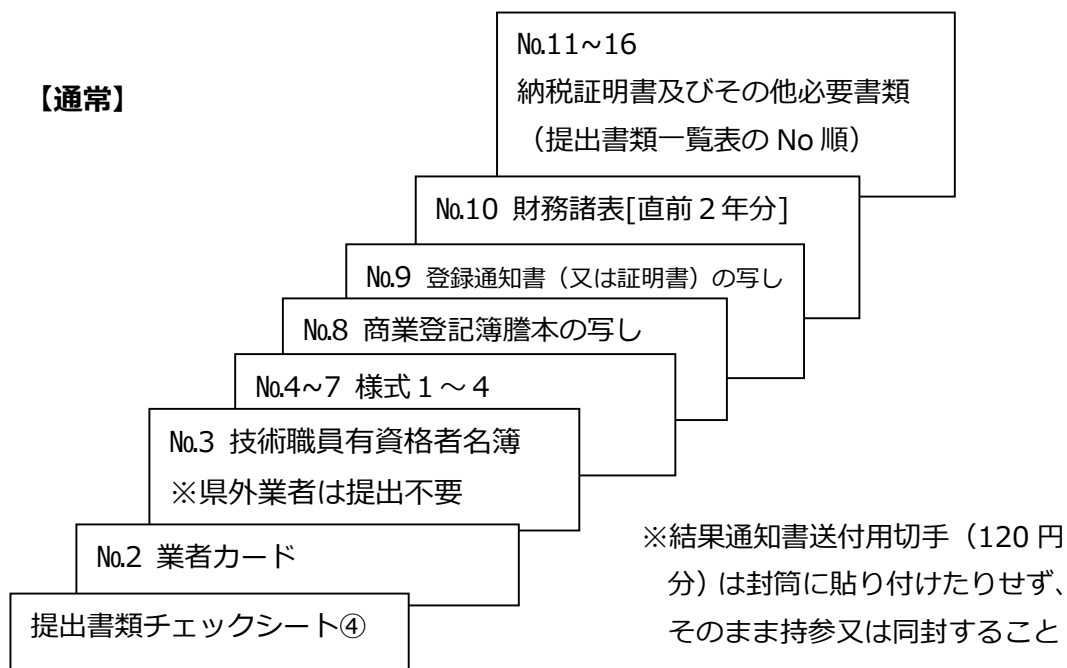 №11~16
【通常】
納税証明書及びその他必要書類
（提出書類一覧表の No 順）
№10 財務諸表[直前２年分]
№9 登録通知書（又は証明書）の写し
№8 商業登記簿謄本の写し
№4~7 様式１～４
№3 技術職員有資格者名簿
※県外業者は提出不要
№2 業者カード
提出書類チェックシート④
※結果通知書送付用切手（120 円
分）は封筒に貼り付けたりせず、
そのまま持参又は同封すること